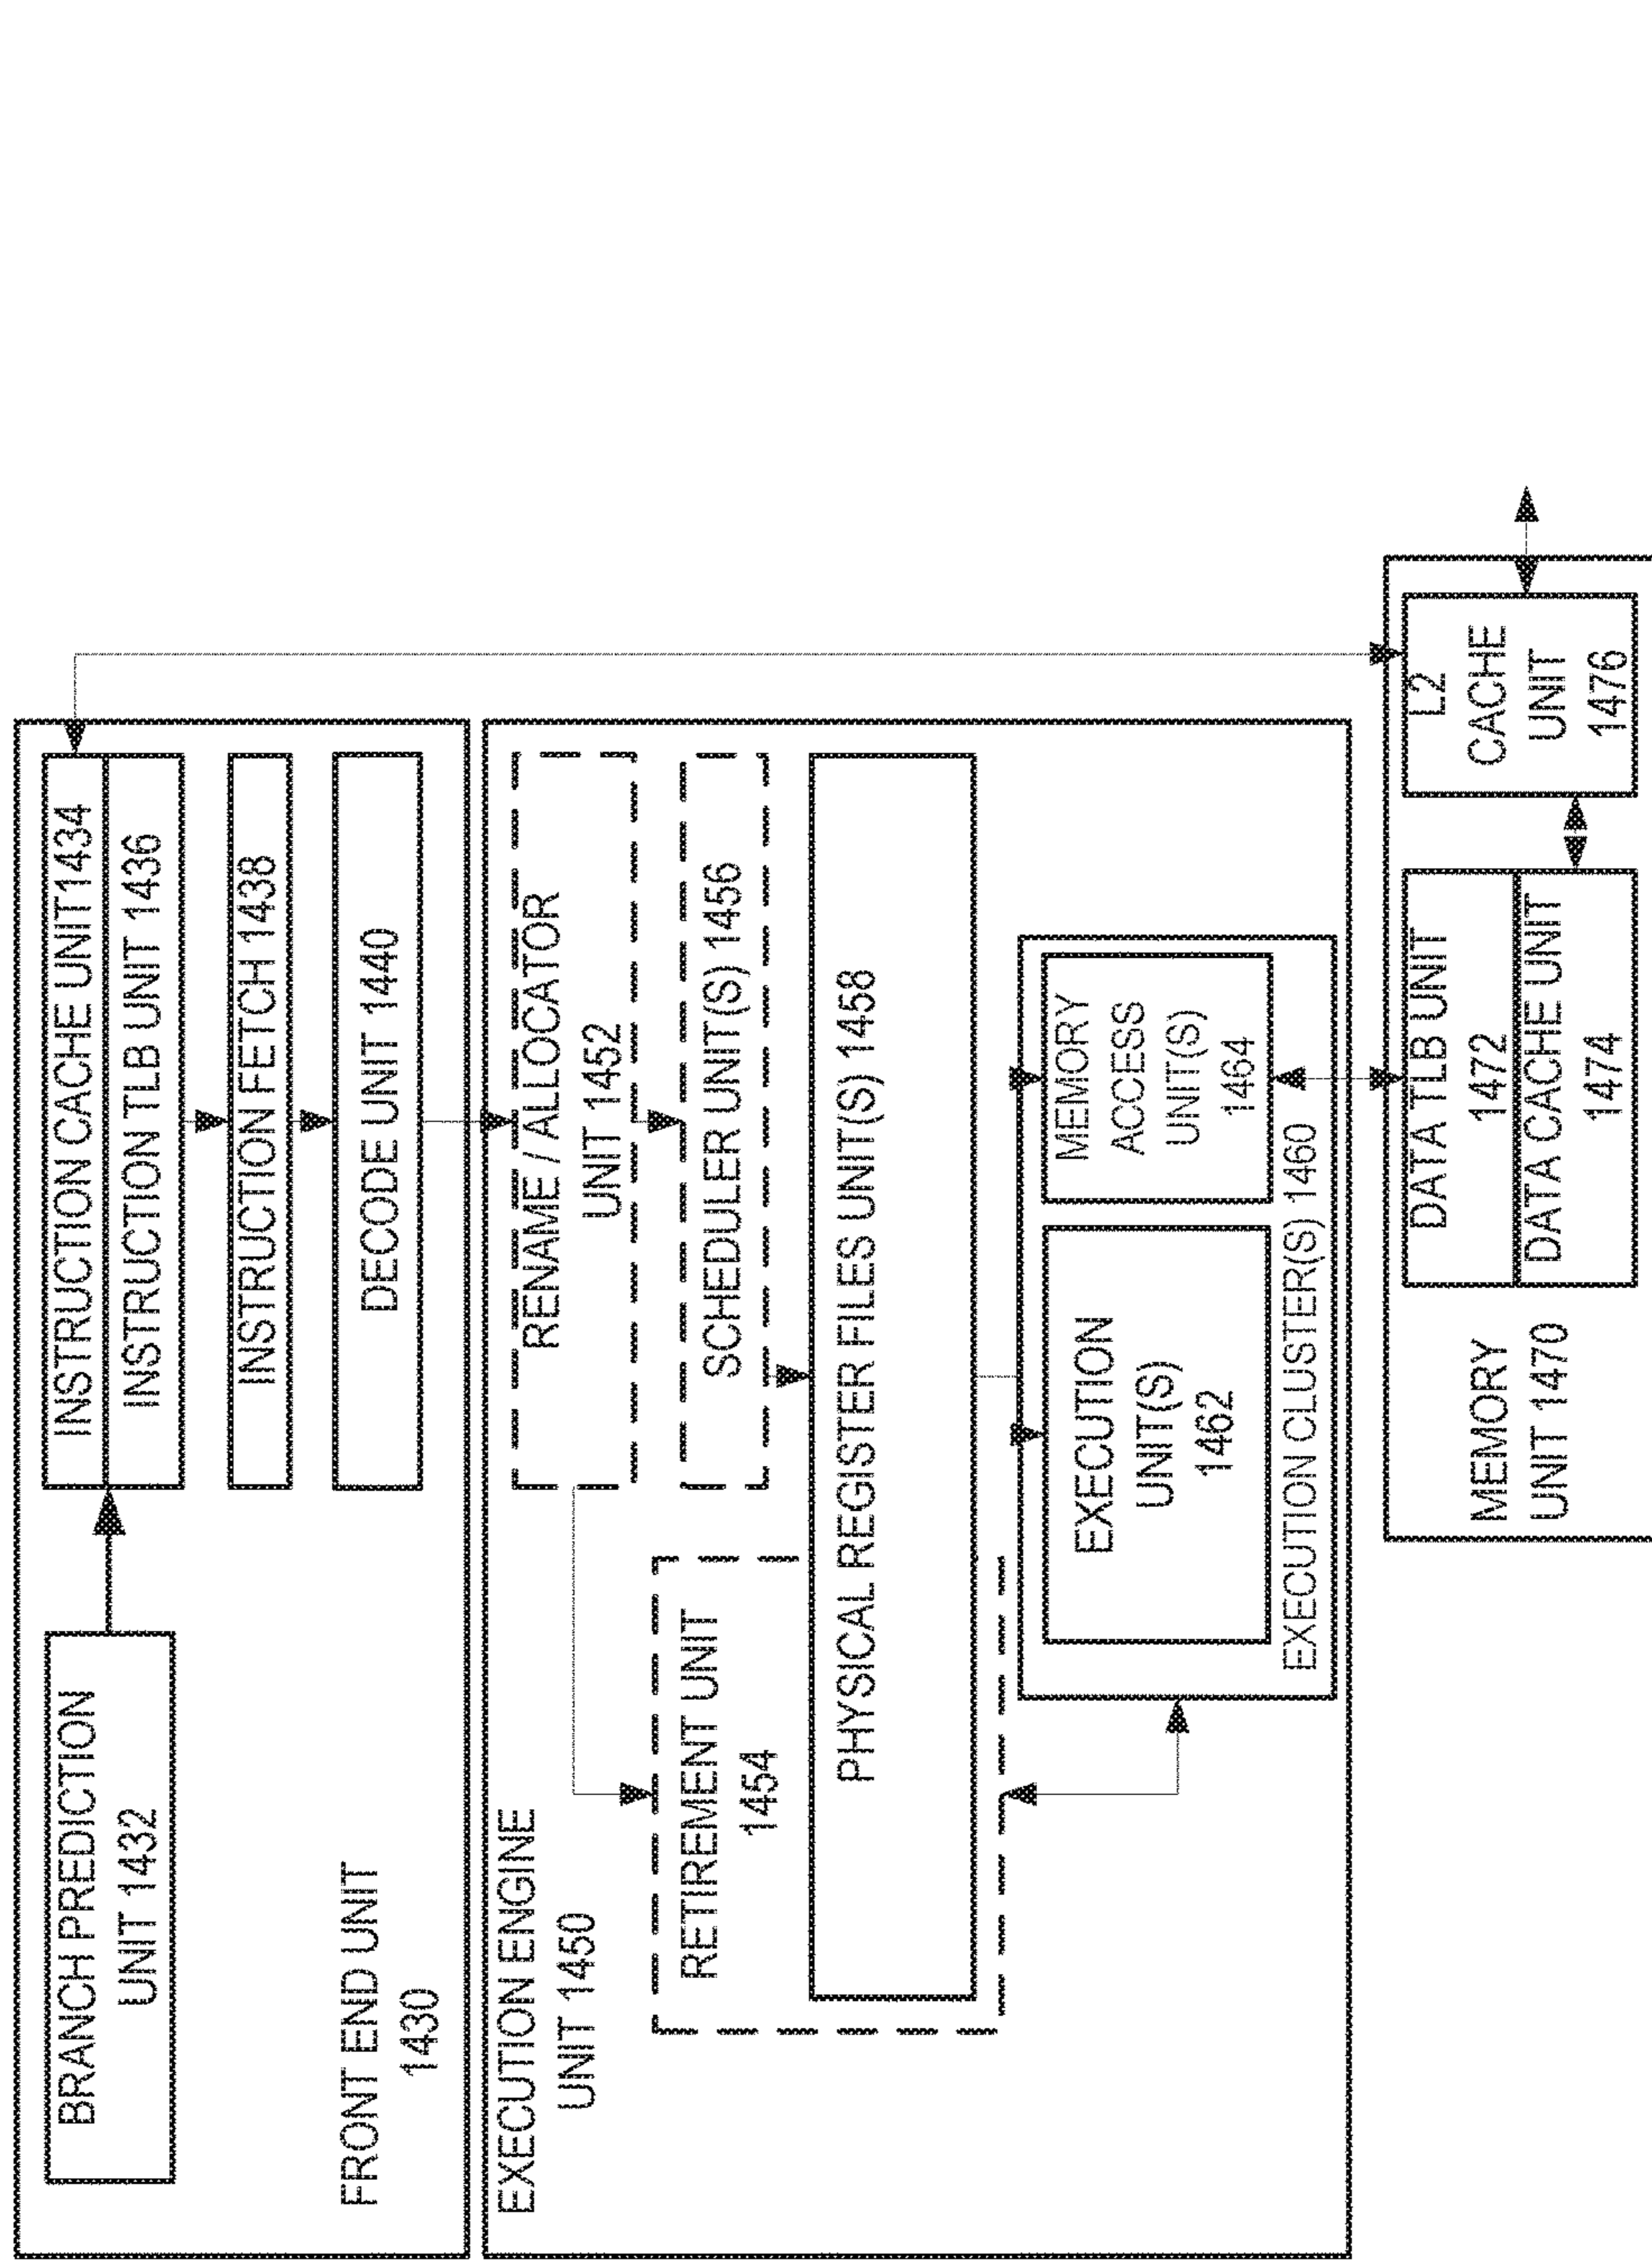 BRANCH PREDICTION
UNIT 1432
INSTRUCTION CACHE UNIT1434
INSTRUCTION TLB UNIT 1436
INSTRUCTION FETCH 1438
DECODE UNIT 1440
FRONT END UNIT
1430
EXECUTION ENGINE
UNIT 1450
RENAME / ALLOCATOR
UNIT 1452
RETIREMENT UNIT
1454
SCHEDULER UNIT(S) 1456
PHYSICAL REGISTER FILES UNIT(S) 1458
EXECUTION
UNIT(S)
1462
MEMORY
ACCESS
UNIT(S)
1464
EXECUTION CLUSTER(S) 1460
MEMORY
UNIT 1470
DATA TLB UNIT
1472
DATA CACHE UNIT
1474
L2
CACHE
UNIT
1476